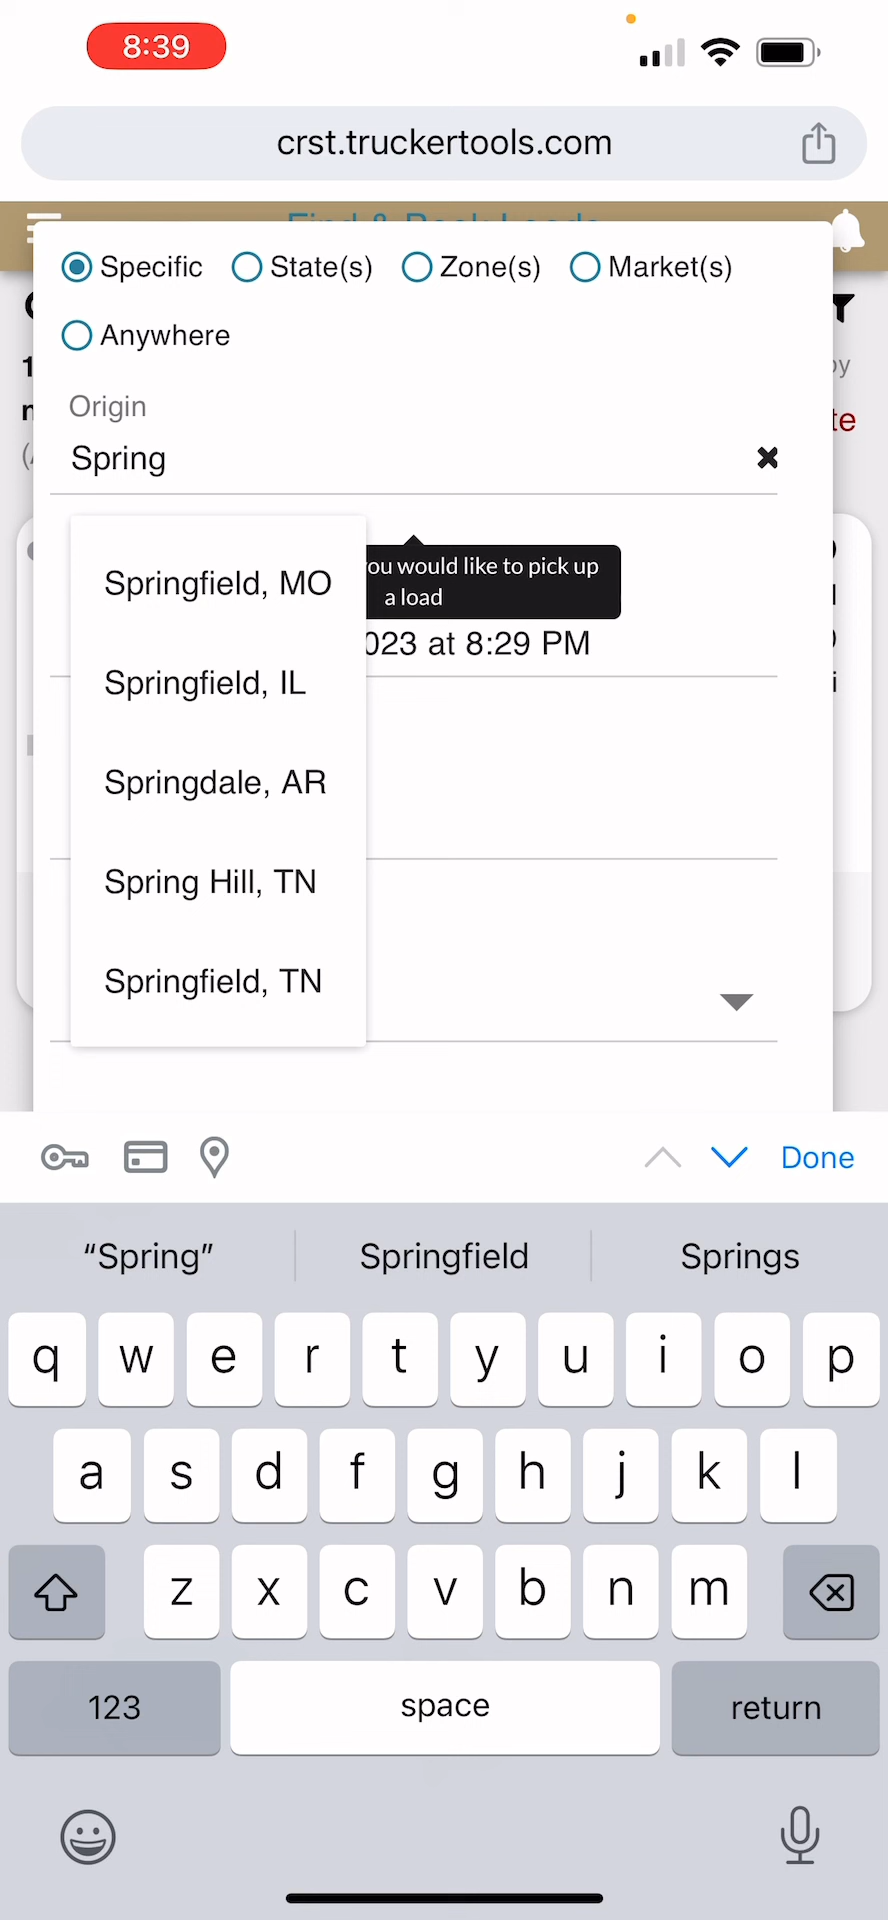 8:39
crst.truckertools.com
Find & Book Loads
Specific State(s) Zone(s) Market(s)
Anywhere
by
Origin
te
Spring
ou would like to pick up
a load
Springfield, MO
023 at 8:29 PM
Springfield, IL
Springdale, AR
Spring Hill, TN
Springfield, TN
Done
“Spring” Springfield Springs
q w e r t y u i o p
a s d f g h j k l
z x c v b n m
123 space return